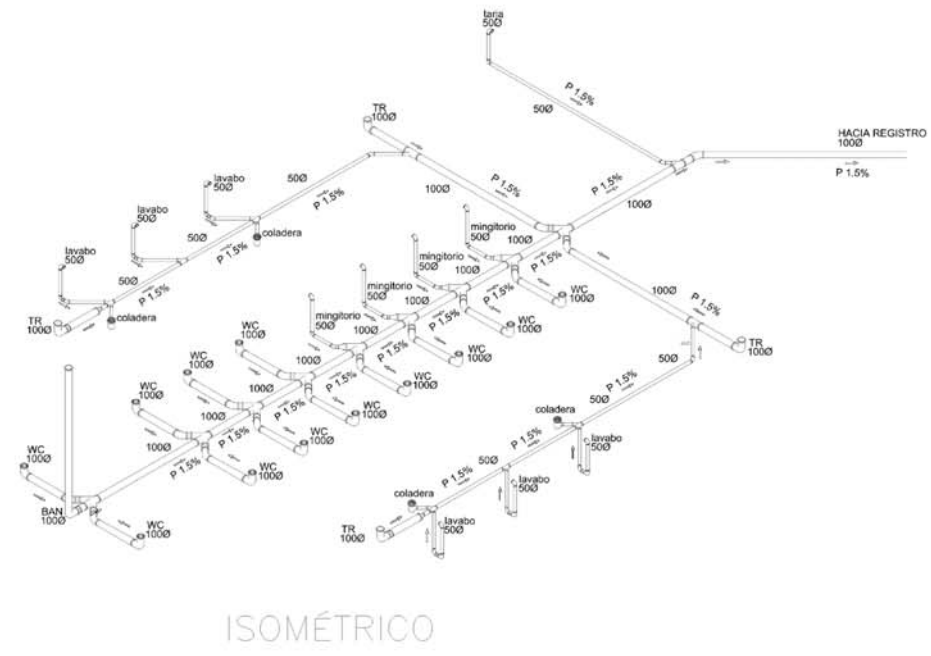 tarja
50Ø
P 1.5%
50Ø
TR
100Ø
HACIA REGISTRO
100Ø
P 1.5%
lavabo
50Ø
50Ø
P 1.5%
100Ø
P 1.5%
P 1.5%
100Ø
lavabo
50Ø
50Ø
P 1.5%
coladera
mingitorio
50Ø
100Ø
P 1.5%
lavabo
50Ø
50Ø
P 1.5%
coladera
TR
100Ø
mingitorio
50Ø
100Ø
P 1.5%
WC
100Ø
100Ø
P 1.5%
mingitorio
50Ø
100Ø
P 1.5%
WC
100Ø
TR
100Ø
mingitorio
50Ø
100Ø
P 1.5%
WC
100Ø
WC
100Ø
100Ø
P 1.5%
WC
100Ø
50Ø
P 1.5%
WC
100Ø
100Ø
P 1.5%
WC
100Ø
50Ø
WC
100Ø
100Ø
P 1.5%
WC
100Ø
coladera
P 1.5%
lavabo
50Ø
WC
100Ø
WC
100Ø
50Ø
P 1.5%
lavabo
50Ø
BAN
100Ø
WC
100Ø
coladera
TR
100Ø
lavabo
50Ø
ISOMÉTRICO